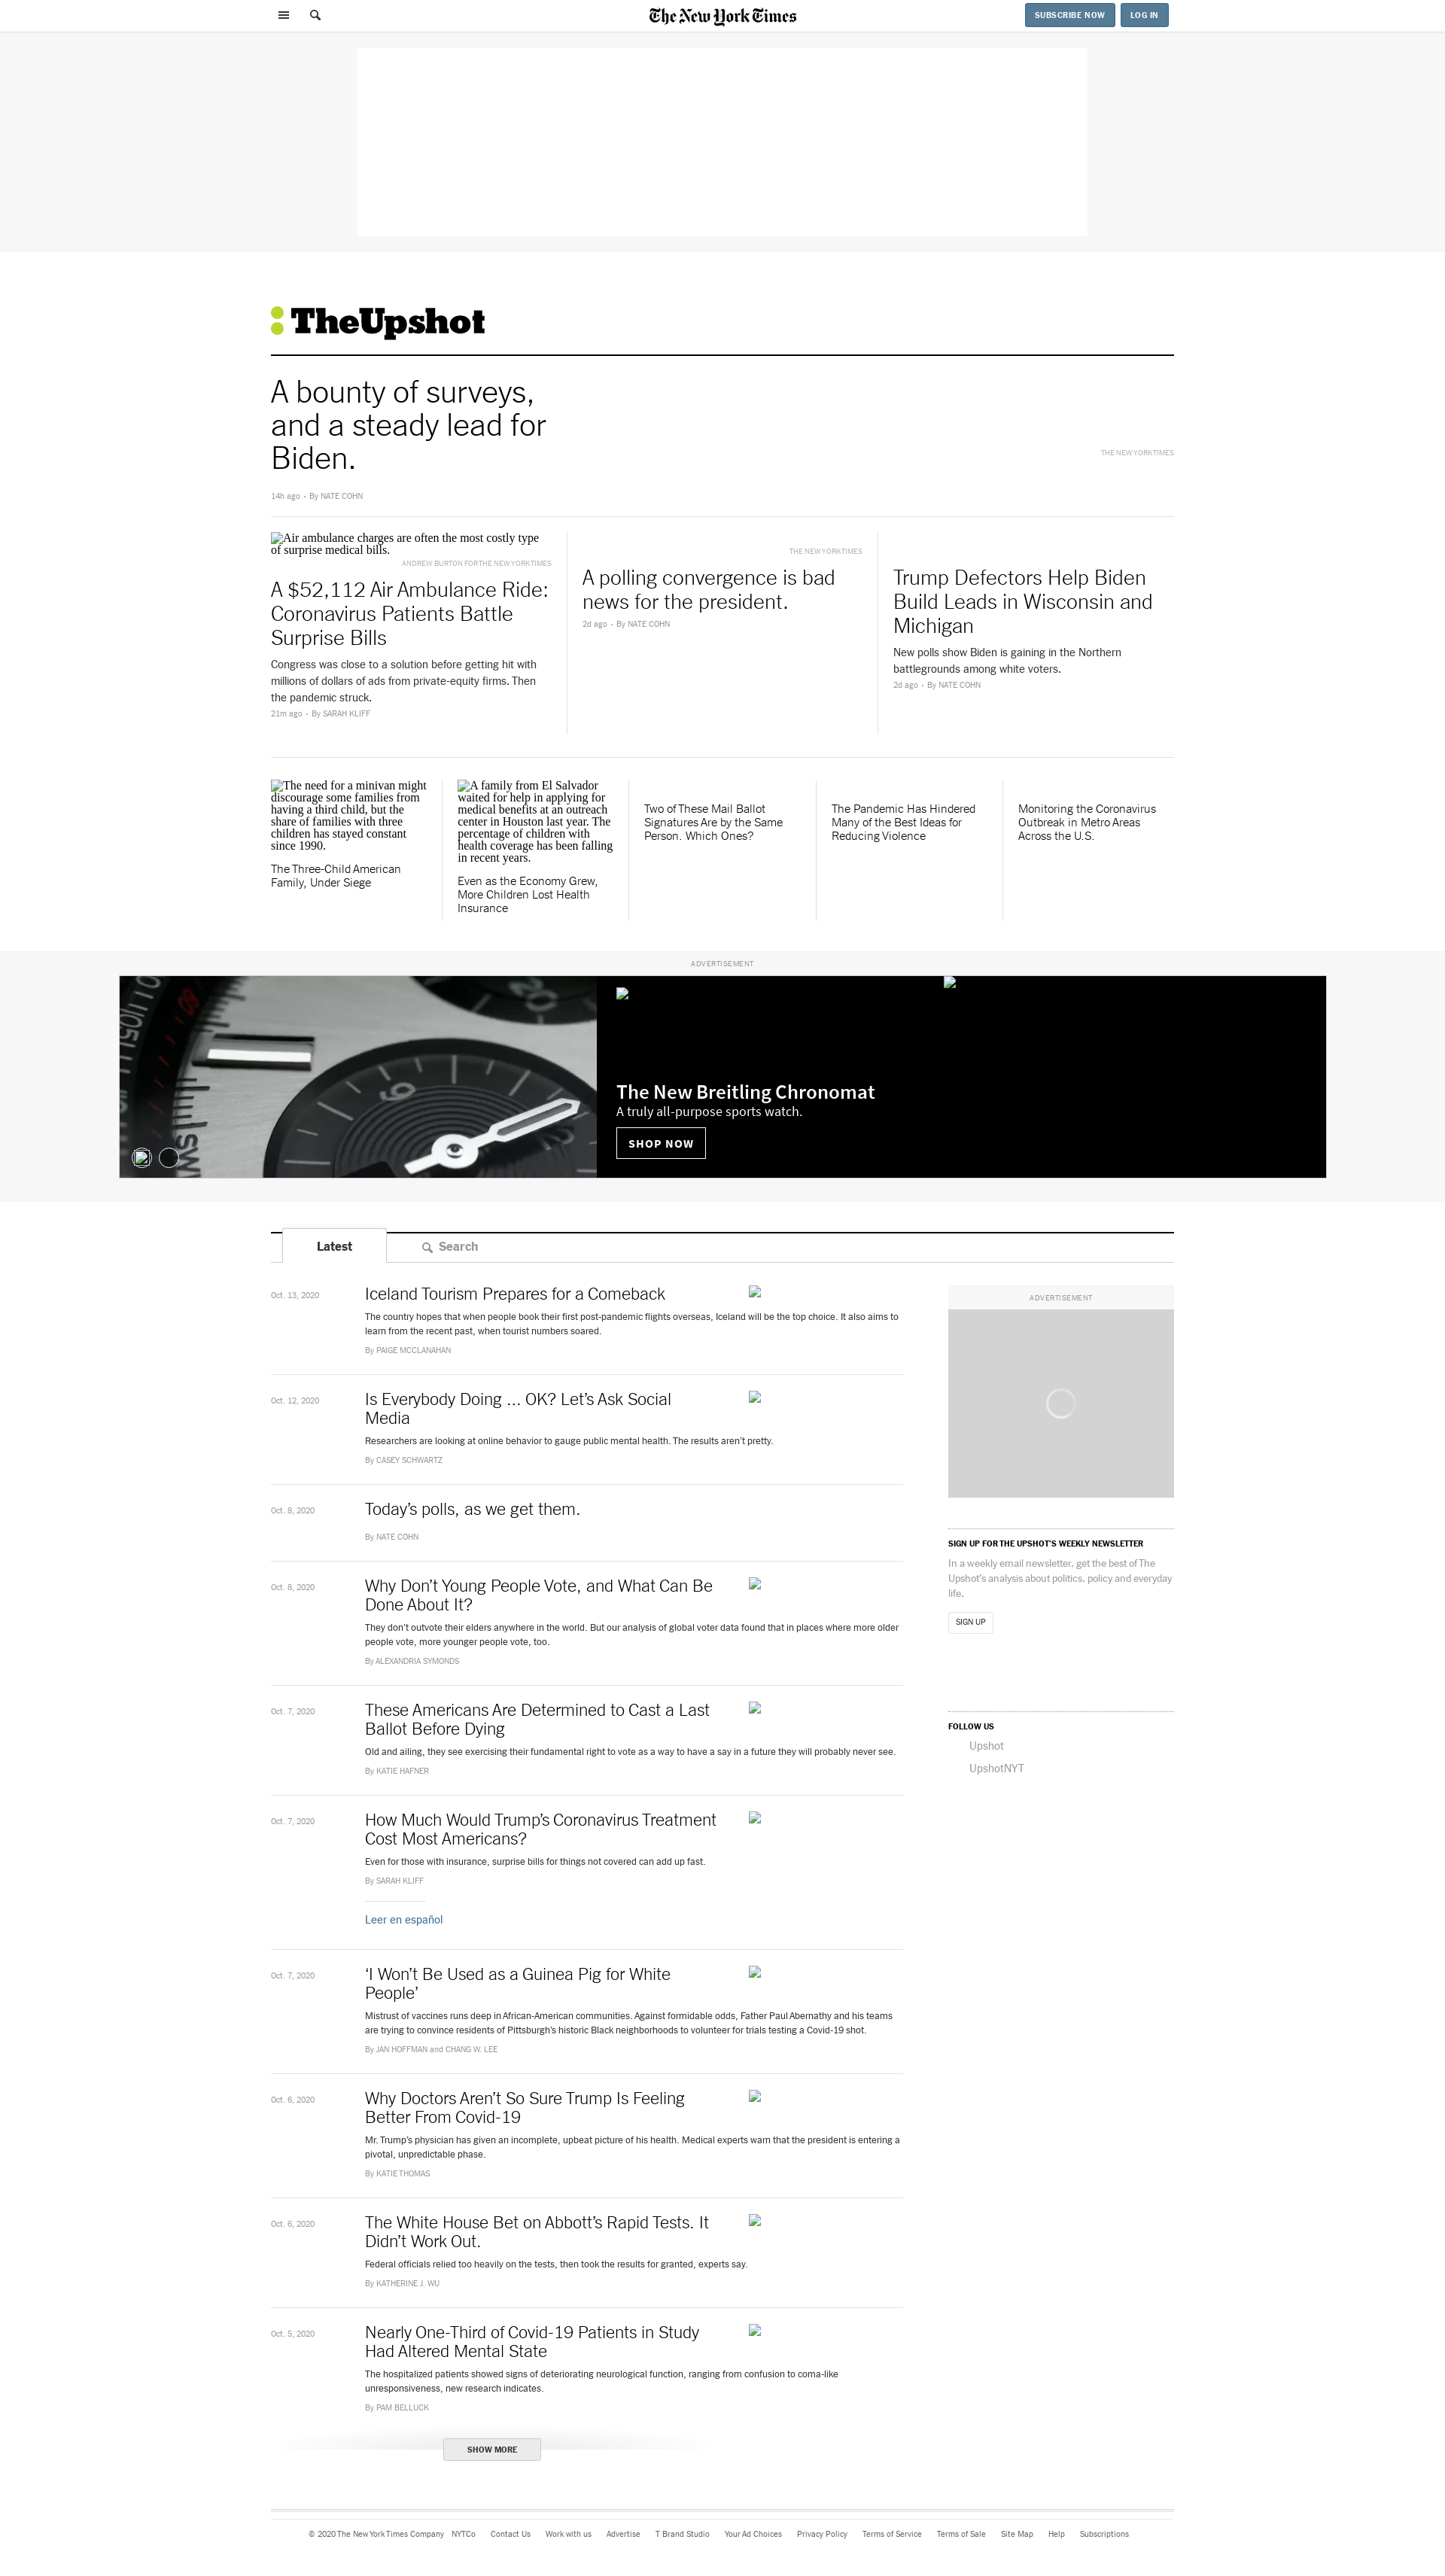 The New York Times
SUBSCRIBE NOW
LOG IN
TheUpshot
A bounty of surveys,
and a steady lead for
Biden.
THE NEW YORK TIMES
14h ago • By NATE COHN
Air ambulance charges are often the most costly type
of surprise medical bills.
ANDREW BURTON FOR THE NEW YORK TIMES
A $52,112 Air Ambulance Ride:
Coronavirus Patients Battle
Surprise Bills
Congress was close to a solution before getting hit with
millions of dollars of ads from private-equity firms. Then
the pandemic struck.
21m ago • By SARAH KLIFF
THE NEW YORK TIMES
A polling convergence is bad
news for the president.
2d ago • By NATE COHN
Trump Defectors Help Biden
Build Leads in Wisconsin and
Michigan
New polls show Biden is gaining in the Northern
battlegrounds among white voters.
2d ago • By NATE COHN
The need for a minivan might
discourage some families from
having a third child, but the
share of families with three
children has stayed constant
since 1990.
The Three-Child American
Family, Under Siege
A family from El Salvador
waited for help in applying for
medical benefits at an outreach
center in Houston last year. The
percentage of children with
health coverage has been falling
in recent years.
Even as the Economy Grew,
More Children Lost Health
Insurance
Two of These Mail Ballot
Signatures Are by the Same
Person. Which Ones?
The Pandemic Has Hindered
Many of the Best Ideas for
Reducing Violence
Monitoring the Coronavirus
Outbreak in Metro Areas
Across the U.S.
ADVERTISEMENT
The New Breitling Chronomat
A truly all-purpose sports watch.
SHOP NOW
Latest
Search
Oct. 13, 2020
Iceland Tourism Prepares for a Comeback
The country hopes that when people book their first post-pandemic flights overseas, Iceland will be the top choice. It also aims to
learn from the recent past, when tourist numbers soared.
By PAIGE MCCLANAHAN
Oct. 12, 2020
Is Everybody Doing … OK? Let’s Ask Social
Media
Researchers are looking at online behavior to gauge public mental health. The results aren’t pretty.
By CASEY SCHWARTZ
Oct. 8, 2020
Today’s polls, as we get them.
By NATE COHN
Oct. 8, 2020
Why Don’t Young People Vote, and What Can Be
Done About It?
They don’t outvote their elders anywhere in the world. But our analysis of global voter data found that in places where more older
people vote, more younger people vote, too.
By ALEXANDRIA SYMONDS
Oct. 7, 2020
These Americans Are Determined to Cast a Last
Ballot Before Dying
Old and ailing, they see exercising their fundamental right to vote as a way to have a say in a future they will probably never see.
By KATIE HAFNER
Oct. 7, 2020
How Much Would Trump’s Coronavirus Treatment
Cost Most Americans?
Even for those with insurance, surprise bills for things not covered can add up fast.
By SARAH KLIFF
Leer en español
Oct. 7, 2020
‘I Won’t Be Used as a Guinea Pig for White
People’
Mistrust of vaccines runs deep in African-American communities. Against formidable odds, Father Paul Abernathy and his teams
are trying to convince residents of Pittsburgh’s historic Black neighborhoods to volunteer for trials testing a Covid-19 shot.
By JAN HOFFMAN and CHANG W. LEE
Oct. 6, 2020
Why Doctors Aren’t So Sure Trump Is Feeling
Better From Covid-19
Mr. Trump’s physician has given an incomplete, upbeat picture of his health. Medical experts warn that the president is entering a
pivotal, unpredictable phase.
By KATIE THOMAS
Oct. 6, 2020
The White House Bet on Abbott’s Rapid Tests. It
Didn’t Work Out.
Federal officials relied too heavily on the tests, then took the results for granted, experts say.
By KATHERINE J. WU
Oct. 5, 2020
Nearly One-Third of Covid-19 Patients in Study
Had Altered Mental State
The hospitalized patients showed signs of deteriorating neurological function, ranging from confusion to coma-like
unresponsiveness, new research indicates.
By PAM BELLUCK
SHOW MORE
ADVERTISEMENT
SIGN UP FOR THE UPSHOT’S WEEKLY NEWSLETTER
In a weekly email newsletter, get the best of The
Upshot’s analysis about politics, policy and everyday
life.
SIGN UP
FOLLOW US
Upshot
UpshotNYT
© 2020 The New York Times Company NYTCo Contact Us Work with us Advertise T Brand Studio Your Ad Choices Privacy Policy Terms of Service Terms of Sale Site Map Help Subscriptions